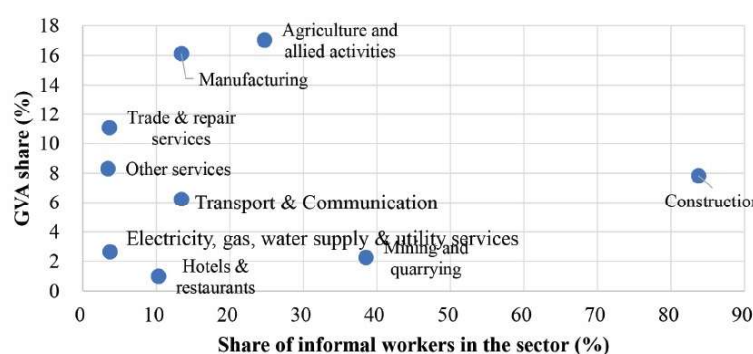 18
16
14
12
10
8
6
4
2
0
GVA share (%)
Agriculture and
allied activities
Manufacturing
Trade & repair
services
Other services
Transport & Communication
Construction
Electricity, gas, water supply & utility services
Mining and
quarrying
Hotels &
restaurants
0 10 20 30 40 50 60 70 80 90
Share of informal workers in the sector (%)